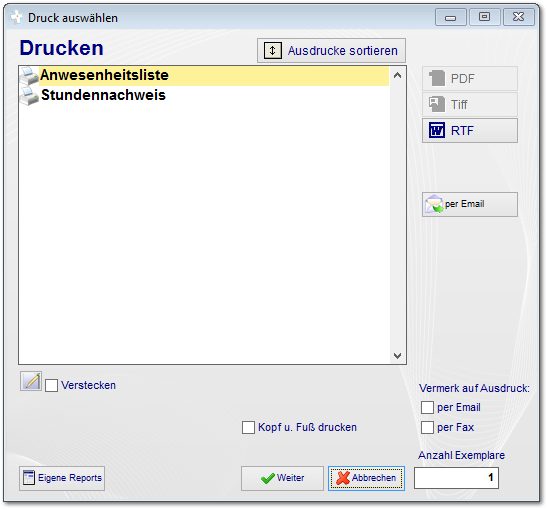 Druck auswählen
Drucken
Ausdrucke sortieren
Anwesenheitsliste
Stundennachweis
PDF
Tiff
RTF
per Email
Verstecken
Vermerk auf Ausdruck:
per Email
Kopf u. Fuß drucken
per Fax
Anzahl Exemplare
Eigene Reports
Weiter
Abbrechen
1